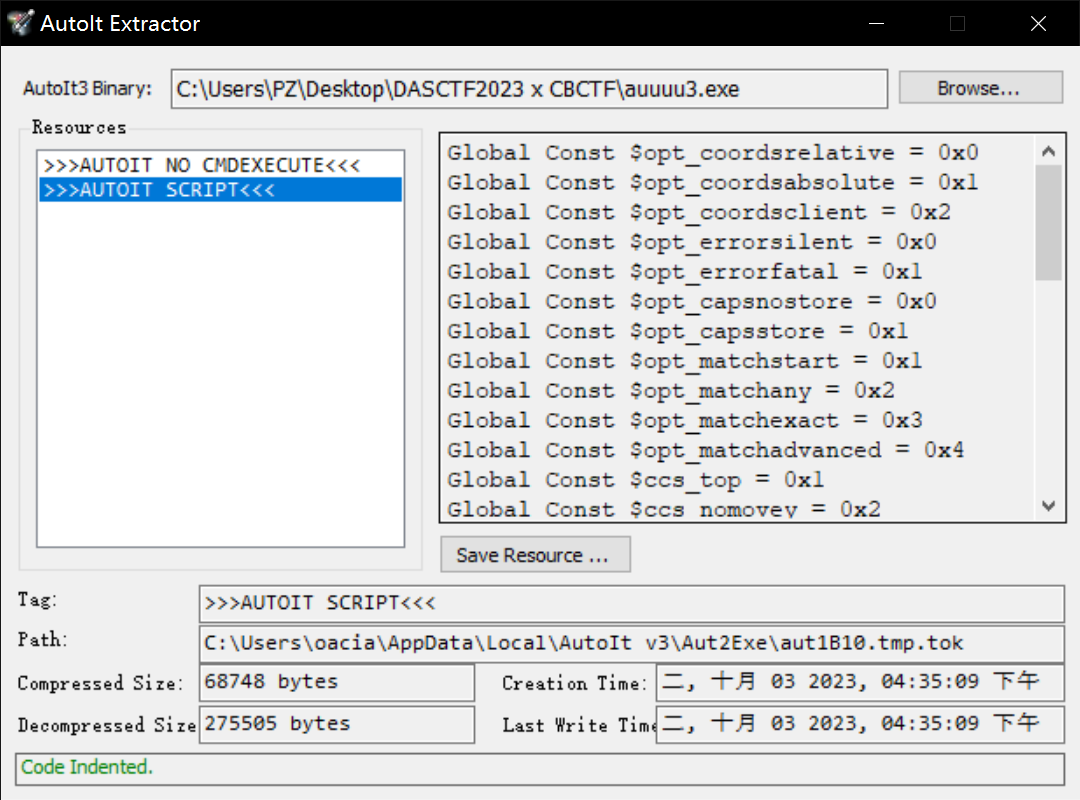 AutoIt Extractor
AutoIt3 Binary: C:\Users\PZ\Desktop\DASCTF2023 x CBCTF\auuuu3.exe Browse...
Resources
>>>AUTOIT NO CMDEXECUTE<<<
>>>AUTOIT SCRIPT<<<
Global Const $opt_coordsrelative = 0x0
Global Const $opt_coordsabsolute = 0x1
Global Const $opt_coordsclient = 0x2
Global Const $opt_errorsilent = 0x0
Global Const $opt_errorfatal = 0x1
Global Const $opt_capsnostore = 0x0
Global Const $opt_capsstore = 0x1
Global Const $opt_matchstart = 0x1
Global Const $opt_matchany = 0x2
Global Const $opt_matchexact = 0x3
Global Const $opt_matchadvanced = 0x4
Global Const $ccs_top = 0x1
Global Const $ccs_nomovey = 0x2
Save Resource ...
Tag: >>>AUTOIT SCRIPT<<<
Path: C:\Users\oacia\AppData\Local\AutoIt v3\Aut2Exe\aut1B10.tmp.tok
Compressed Size: 68748 bytes Creation Time: 二, 十月 03 2023, 04:35:09 下午
Decompressed Size 275505 bytes Last Write Time 二, 十月 03 2023, 04:35:09 下午
Code Indented.